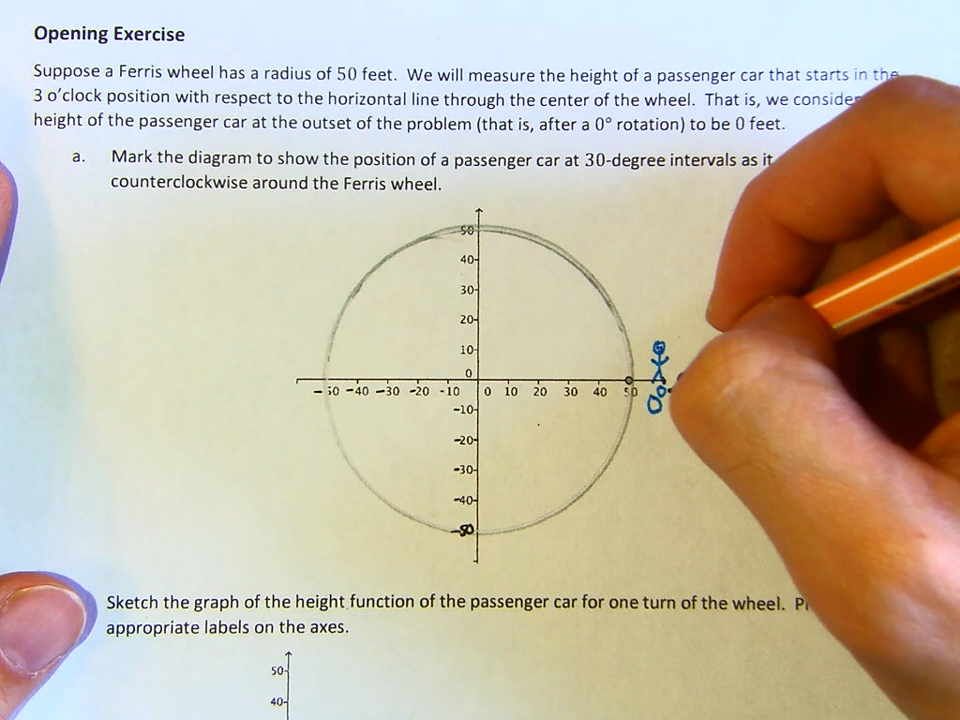 Opening Exercise
Suppose a Ferris wheel has a radius of 50 feet. We will measure the height of a passenger car that starts in the
3 o'clock position with respect to the horizontal line through the center of the wheel. That is, we consider
height of the passenger car at the outset of the problem (that is, after a 0° rotation) to be 0 feet.
a. Mark the diagram to show the position of a passenger car at 30-degree intervals as it
counterclockwise around the Ferris wheel.
50
40
30
20
10
0
-50 -40 -30 -20 -10 0 10 20 30 40 50
-10
-20
-30
-40
-50
Sketch the graph of the height function of the passenger car for one turn of the wheel.
appropriate labels on the axes.
50
40